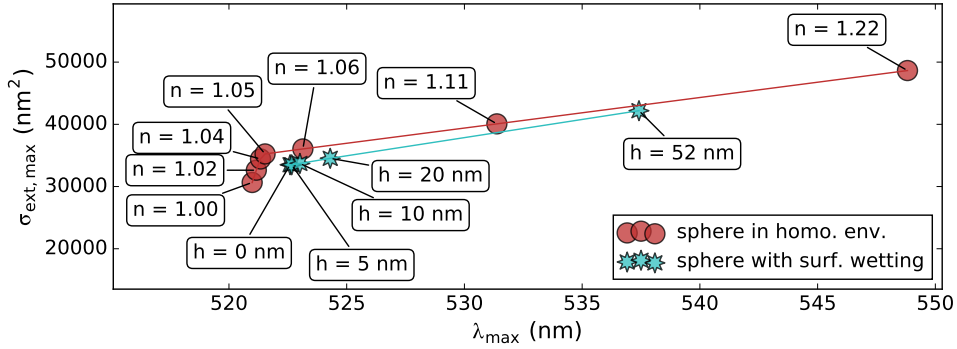 σext, max (nm²)
50000
40000
30000
20000
n = 1.22
n = 1.06
n = 1.11
n = 1.05
n = 1.04
n = 1.02
n = 1.00
h = 52 nm
h = 20 nm
h = 10 nm
h = 0 nm
h = 5 nm
sphere in homo. env.
sphere with surf. wetting
520
525
530
535
540
545
550
λmax (nm)